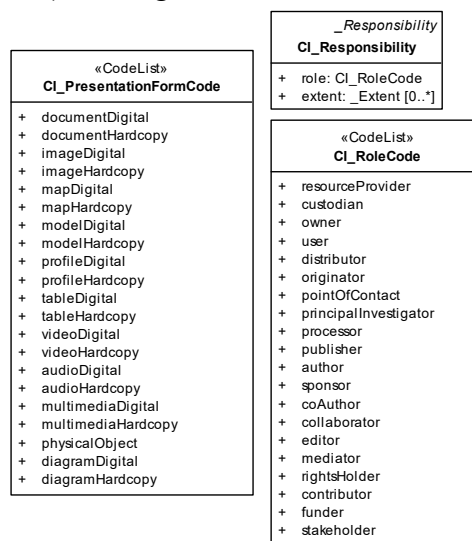 «CodeList»
CI_PresentationFormCode
+ documentDigital
+ documentHardcopy
+ imageDigital
+ imageHardcopy
+ mapDigital
+ mapHardcopy
+ modelDigital
+ modelHardcopy
+ profileDigital
+ profileHardcopy
+ tableDigital
+ tableHardcopy
+ videoDigital
+ videoHardcopy
+ audioDigital
+ audioHardcopy
+ multimediaDigital
+ multimediaHardcopy
+ physicalObject
+ diagramDigital
+ diagramHardcopy
_Responsibility
CI_Responsibility
+ role: CI_RoleCode
+ extent: _Extent [0..*]
«CodeList»
CI_RoleCode
+ resourceProvider
+ custodian
+ owner
+ user
+ distributor
+ originator
+ pointOfContact
+ principalInvestigator
+ processor
+ publisher
+ author
+ sponsor
+ coAuthor
+ collaborator
+ editor
+ mediator
+ rightsHolder
+ contributor
+ funder
+ stakeholder